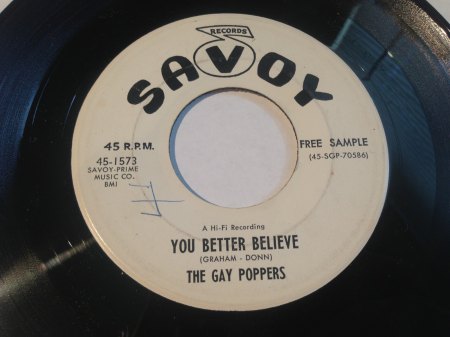 RECORDS
SAVOY
45 R.P.M.
45-1573
SAVOY-PRIME
MUSIC CO.
BMI
FREE SAMPLE
(45-SGP-70586)
A Hi-Fi Recording
YOU BETTER BELIEVE
(GRAHAM - DONN)
THE GAY POPPERS